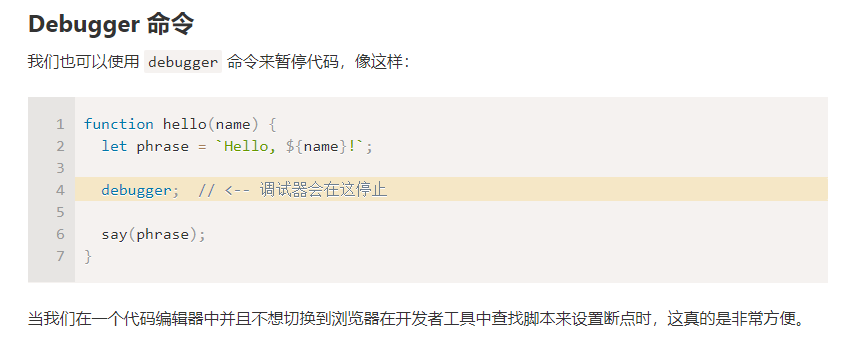 Debugger 命令
我们也可以使用 debugger 命令来暂停代码，像这样：
1 function hello(name) {
2   let phrase = `Hello, ${name}!`;
3
4   debugger;  // <-- 调试器会在这停止
5
6   say(phrase);
7 }
当我们在一个代码编辑器中并且不想切换到浏览器在开发者工具中查找脚本来设置断点时，这真的是非常方便。